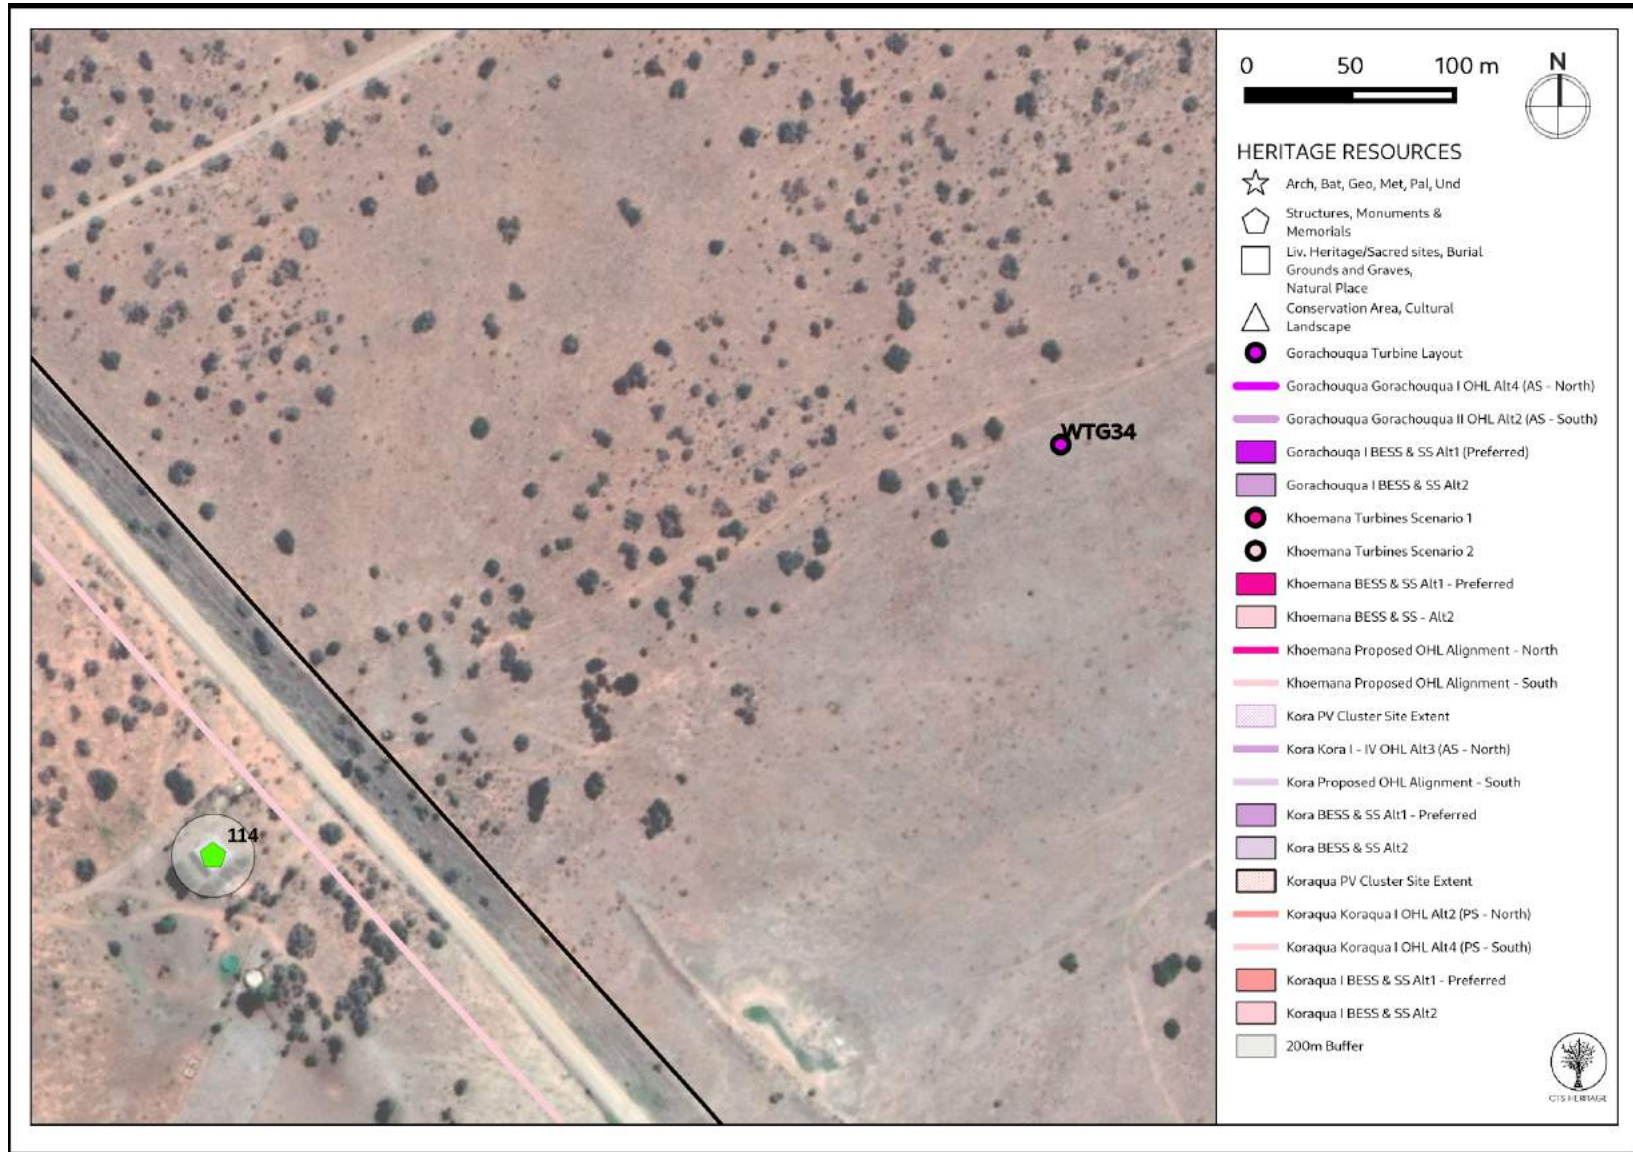 0 50 100 m
N
HERITAGE RESOURCES
Arch, Bat, Geo, Met, Pal, Und
Structures, Monuments &
Memorials
Liv. Heritage/Sacred sites, Burial
Grounds and Graves,
Natural Place
Conservation Area, Cultural
Landscape
Gorachouqua Turbine Layout
Gorachouqua Gorachouqua I OHL Alt4 (AS - North)
Gorachouqua Gorachouqua II OHL Alt2 (AS - South)
Gorachouqa I BESS & SS Alt1 (Preferred)
Gorachouqua I BESS & SS Alt2
Khoemana Turbines Scenario 1
Khoemana Turbines Scenario 2
Khoemana BESS & SS Alt1 - Preferred
Khoemana BESS & SS - Alt2
Khoemana Proposed OHL Alignment - North
Khoemana Proposed OHL Alignment - South
Kora PV Cluster Site Extent
Kora Kora I - IV OHL Alt3 (AS - North)
Kora Proposed OHL Alignment - South
Kora BESS & SS Alt1 - Preferred
Kora BESS & SS Alt2
Koraqua PV Cluster Site Extent
Koraqua Koraqua I OHL Alt2 (PS - North)
Koraqua Koraqua I OHL Alt4 (PS - South)
Koraqua I BESS & SS Alt1 - Preferred
Koraqua I BESS & SS Alt2
200m Buffer
CTS HERITAGE
WTG34
114